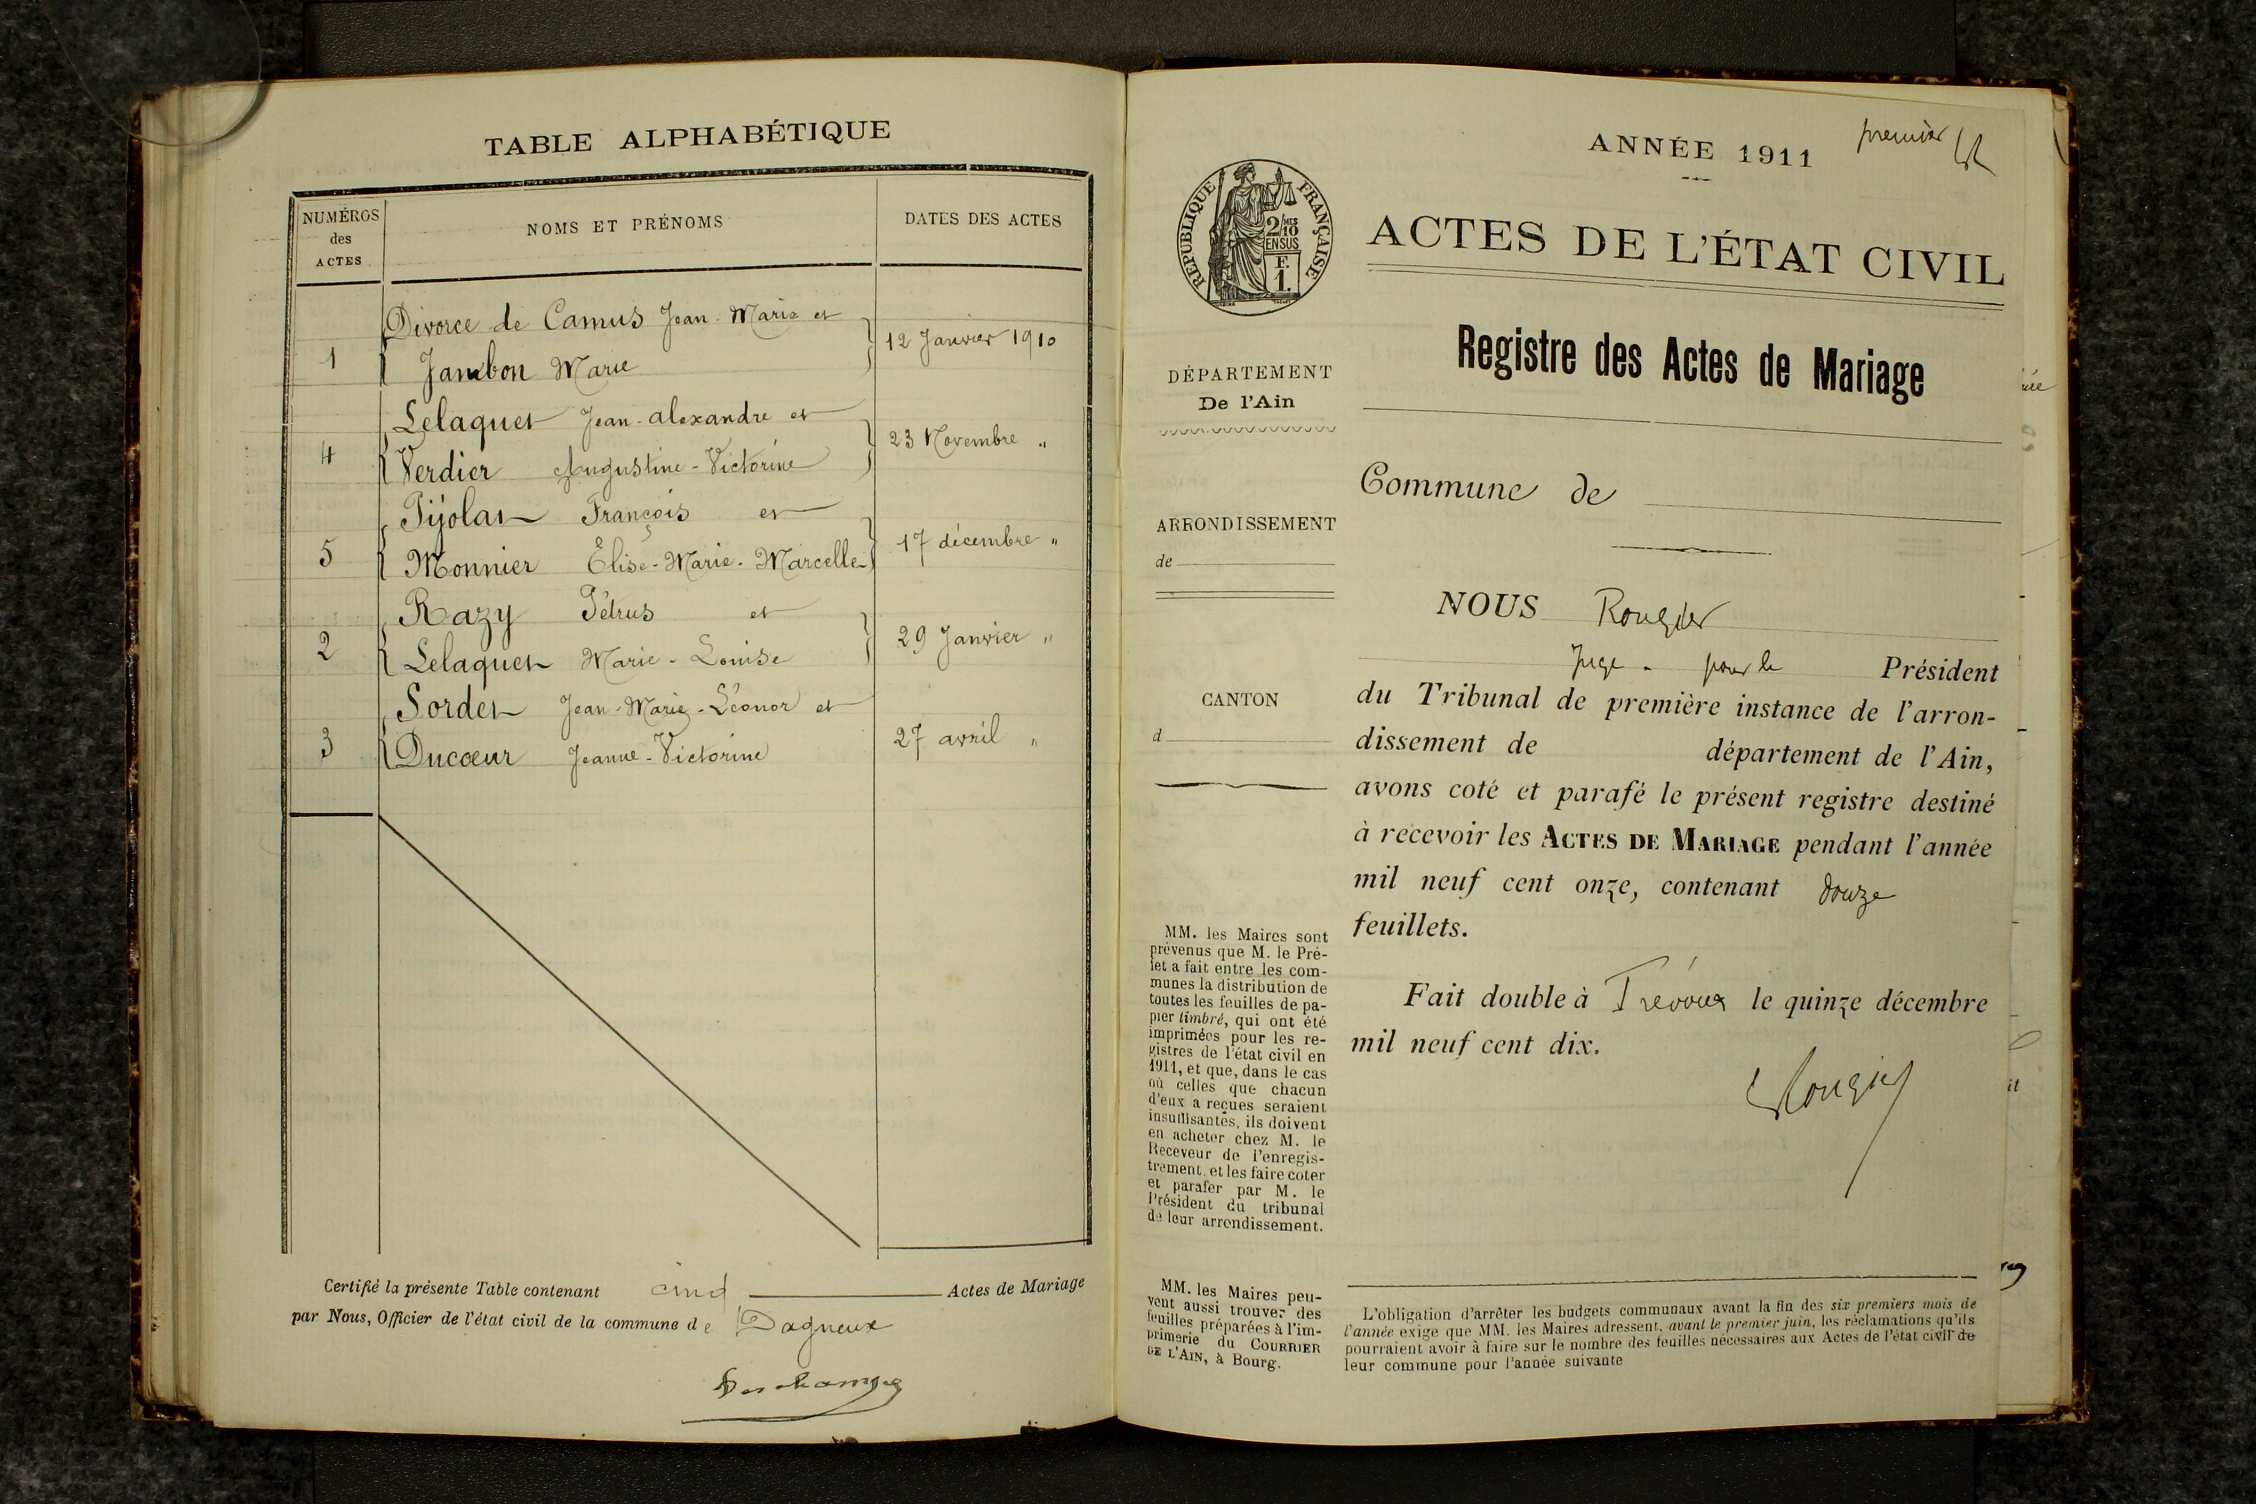 TABLE ALPHABÉTIQUE
NUMÉROS
des
ACTES
NOMS ET PRÉNOMS
DATES DES ACTES
Divorce de Camus Jean-Marie et
1
Jambon Marie
12 Janvier 1910
Lelaquet Jean-Alexandre et
4
Verdier Augustine-Victorine
23 Novembre "
Pijolat François et
5
Monnier Élise-Marie-Marcelle
17 décembre "
Razy Pétrus et
2
Lelaquet Marie-Louise
29 Janvier "
Sordet Jean-Marie-Léonor et
3
Ducœur Jeanne-Victorine
27 avril "
Certifié la présente Table contenant cinq Actes de Mariage
par Nous, Officier de l'état civil de la commune de Dagneux
Deschamps
premier
ANNÉE 1911
RÉPUBLIQUE FRANÇAISE
2/10 MES
EN SUS
F.
1.
ACTES DE L'ÉTAT CIVIL
Registre des Actes de Mariage
DÉPARTEMENT
De l'Ain
ARRONDISSEMENT
de
CANTON
d
MM. les Maires sont
prévenus que M. le Pré-
fet a fait entre les com-
munes la distribution de
toutes les feuilles de pa-
pier timbré, qui ont été
imprimées pour les re-
gistres de l'état civil en
1911, et que, dans le cas
où celles que chacun
d'eux a reçues seraient
insuffisantes, ils doivent
en acheter chez M. le
Receveur de l'enregis-
trement, et les faire coter
et parafer par M. le
Président du tribunal
de leur arrondissement.
MM. les Maires peu-
vent aussi trouver des
feuilles préparées à l'im-
primerie du COURRIER
DE L'AIN, à Bourg.
Commune de
NOUS Rougier
Juge - pour le Président
du Tribunal de première instance de l'arron-
dissement de département de l'Ain,
avons coté et parafé le présent registre destiné
à recevoir les ACTES DE MARIAGE pendant l'année
mil neuf cent onze, contenant douze
feuillets.
Fait double à Trévoux le quinze décembre
mil neuf cent dix.
Rougier
L'obligation d'arrêter les budgets communaux avant la fin des six premiers mois de
l'année exige que MM. les Maires adressent, avant le premier juin, les réclamations qu'ils
pourraient avoir à faire sur le nombre des feuilles nécessaires aux Actes de l'état civil de
leur commune pour l'année suivante